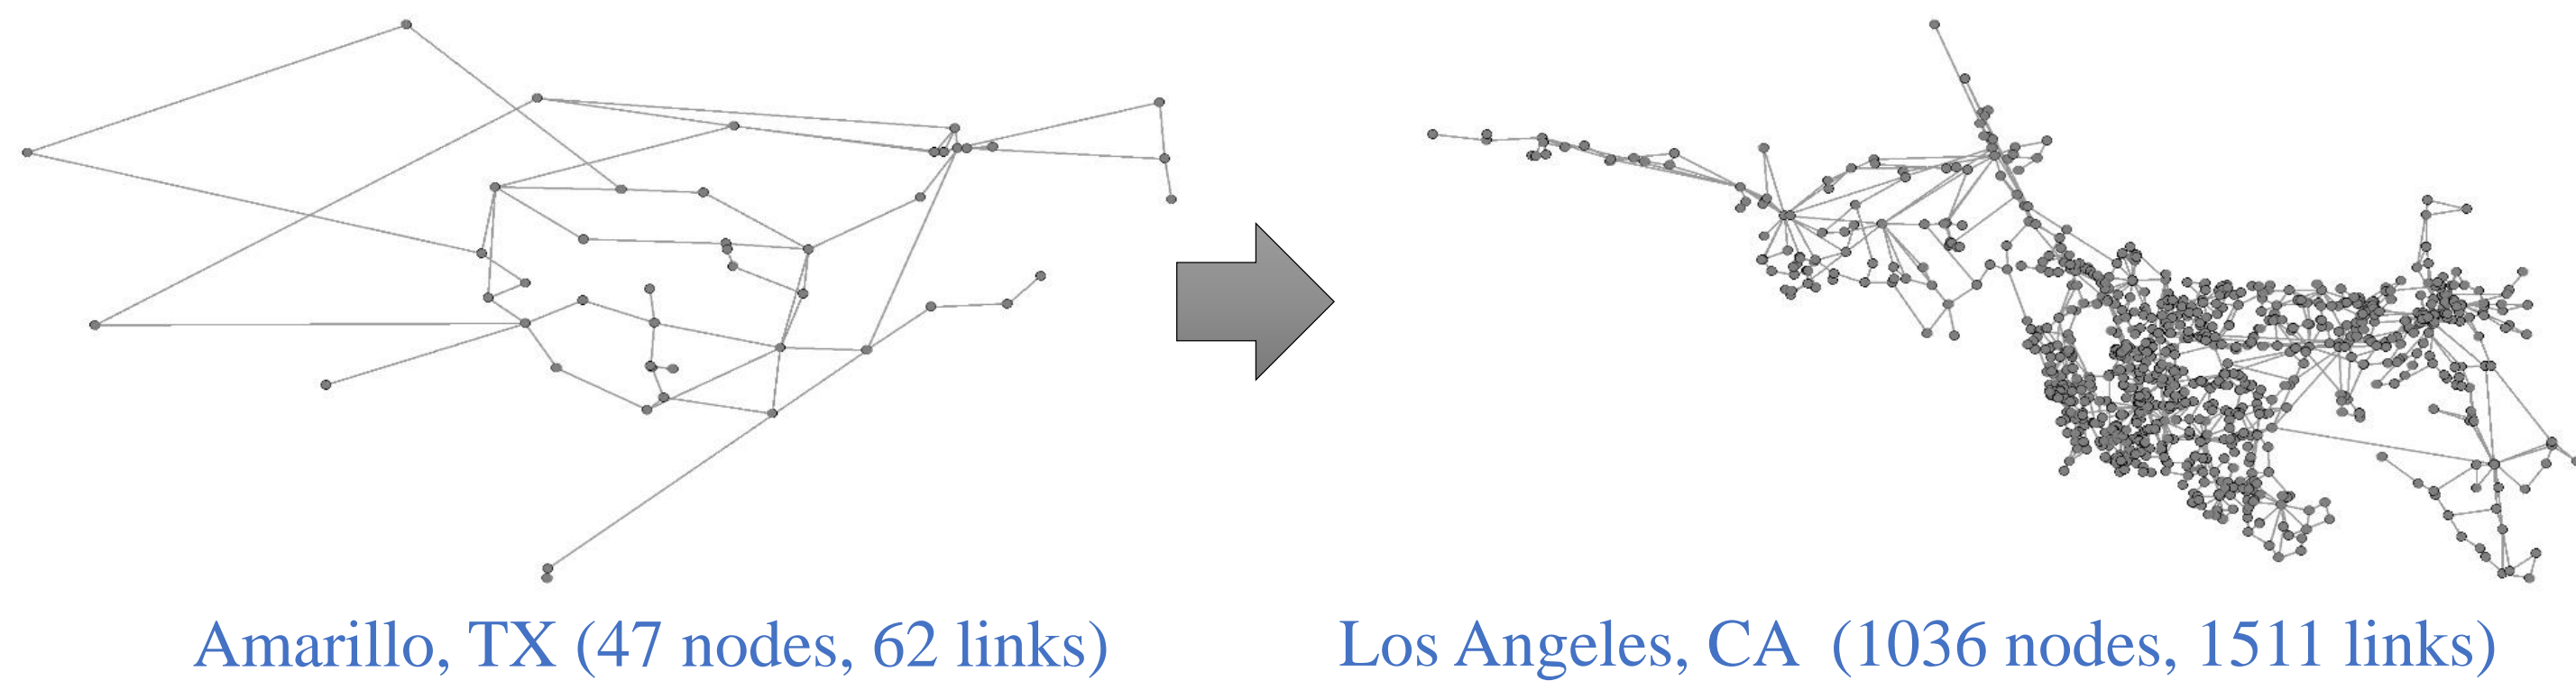 Amarillo, TX (47 nodes, 62 links)
Los Angeles, CA (1036 nodes, 1511 links)